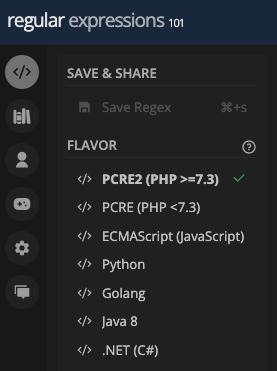 regular expressions 101
SAVE & SHARE
Save Regex ⌘+s
FLAVOR
</> PCRE2 (PHP >=7.3)
</> PCRE (PHP <7.3)
</> ECMAScript (JavaScript)
</> Python
</> Golang
</> Java 8
</> .NET (C#)